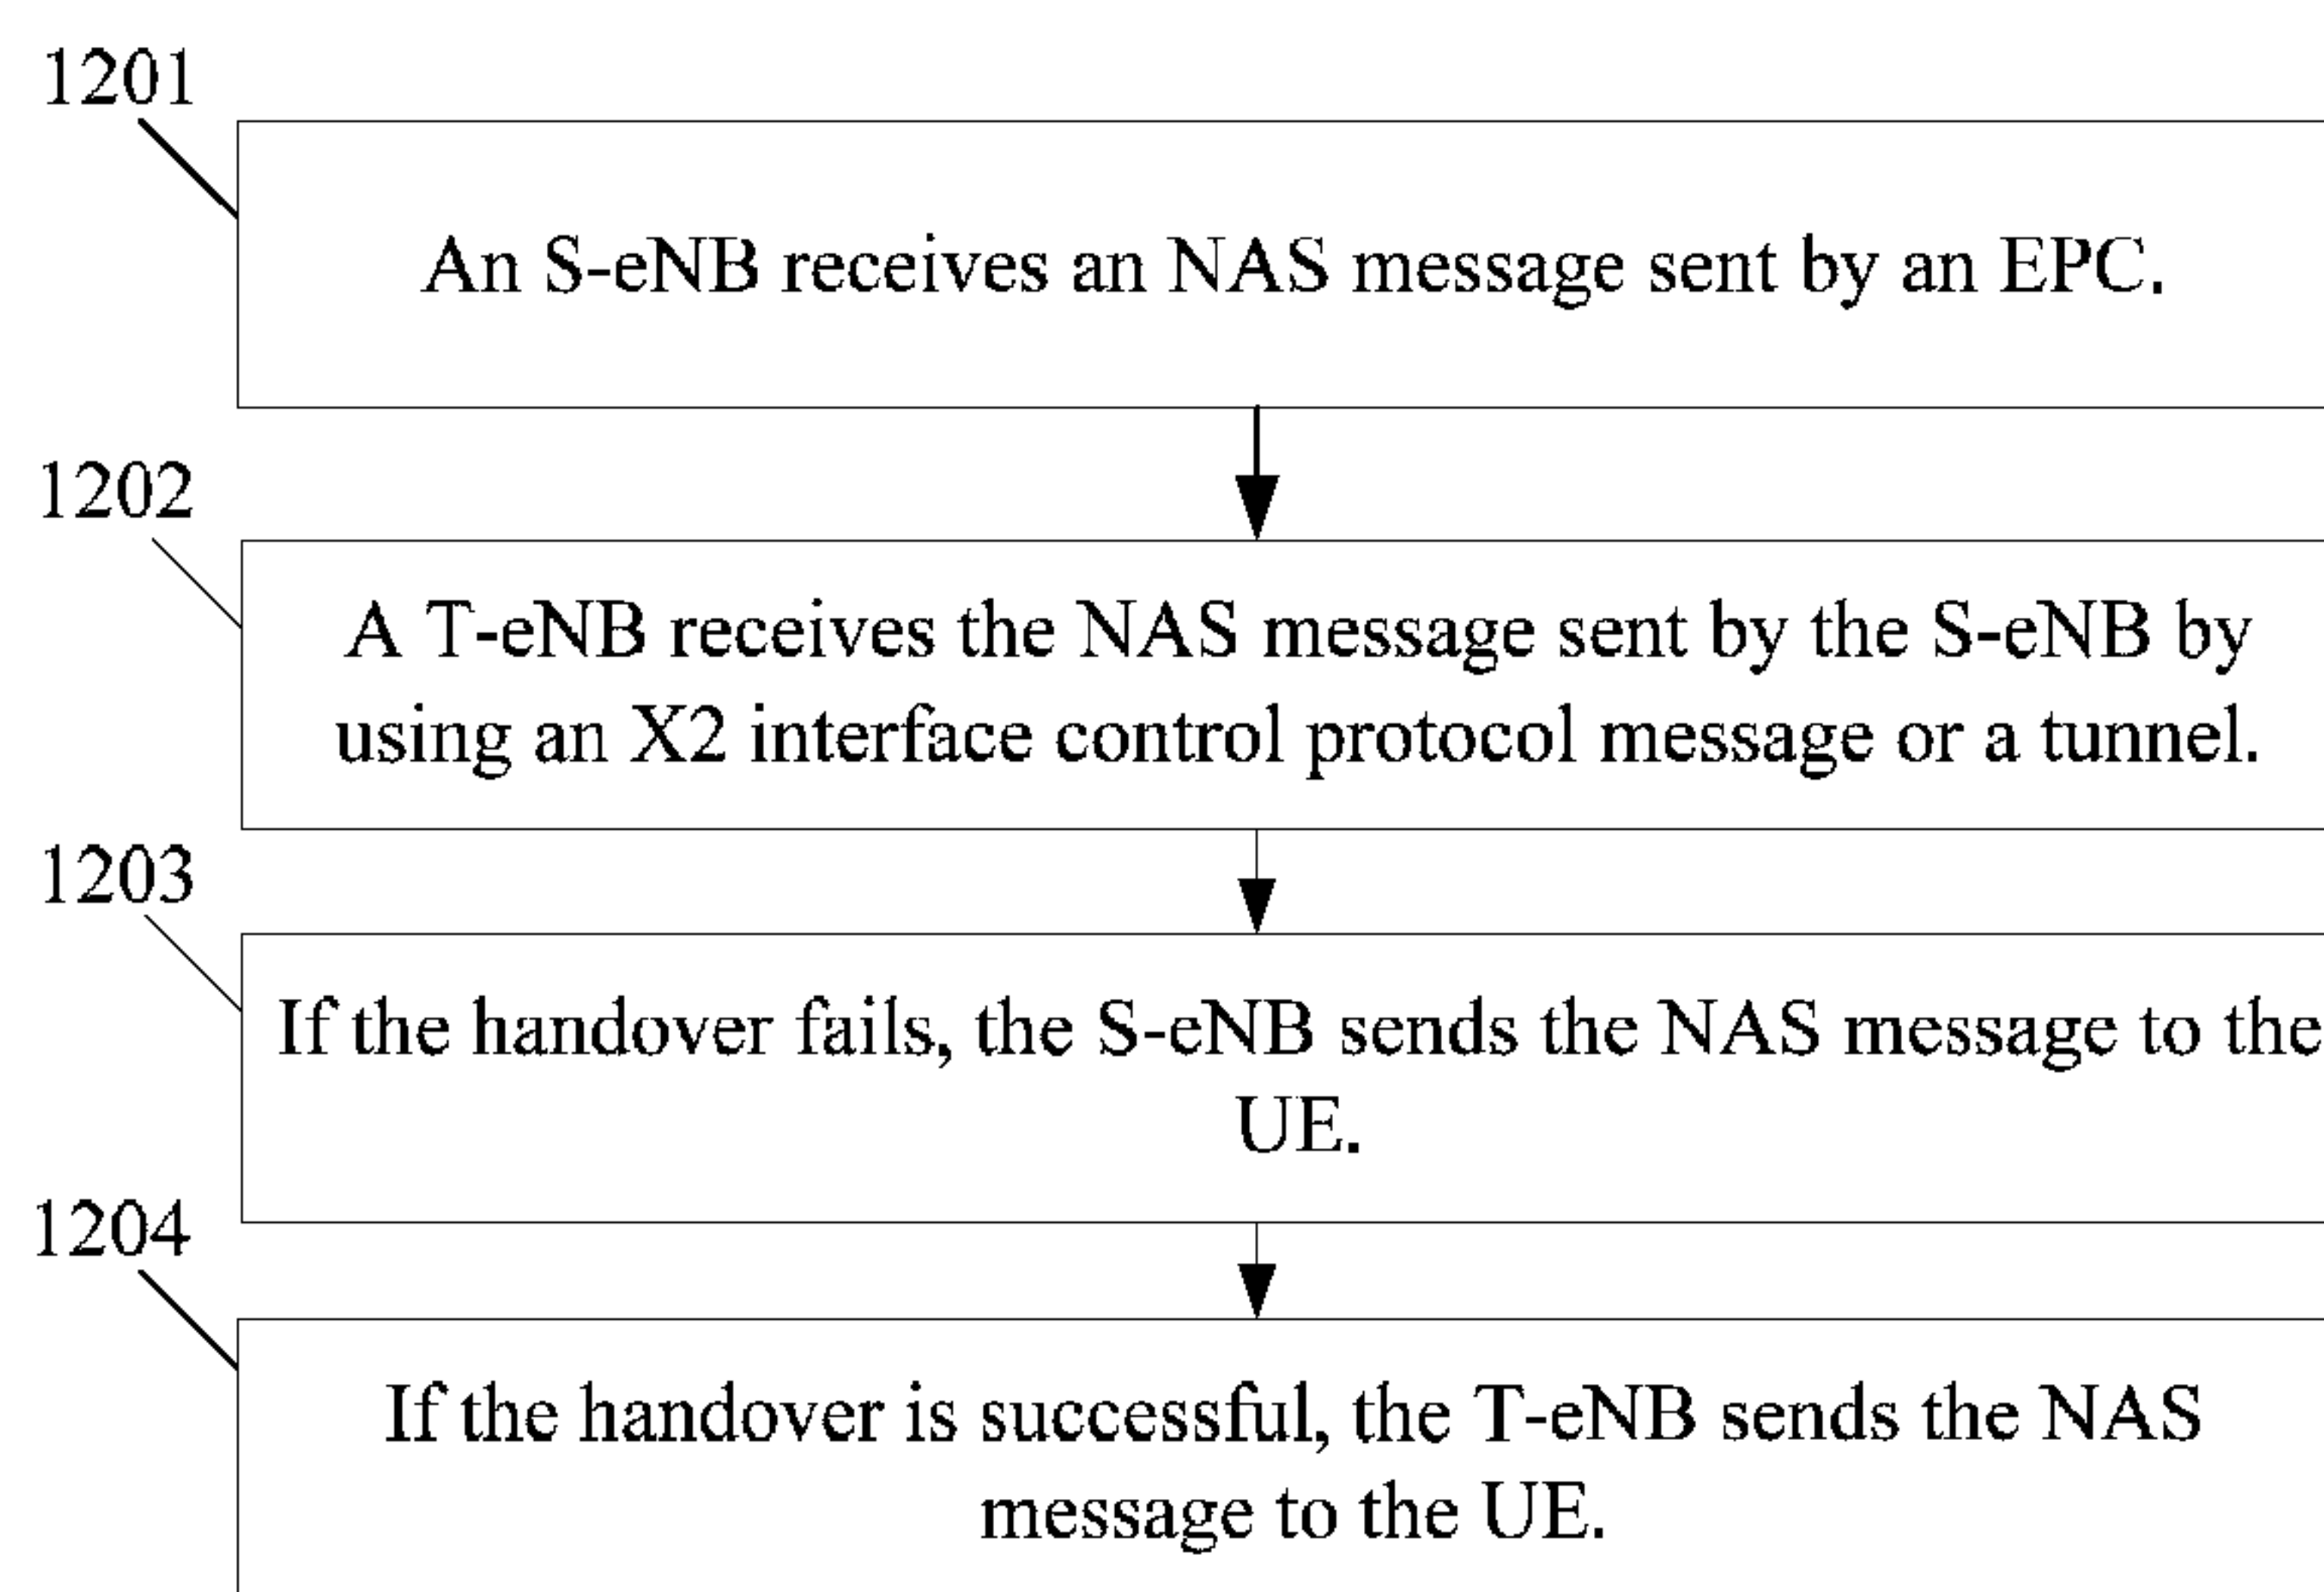 1201
An S-eNB receives an NAS message sent by an EPC.
1202
A T-eNB receives the NAS message sent by the S-eNB by
using an X2 interface control protocol message or a tunnel.
1203
If the handover fails, the S-eNB sends the NAS message to the
UE.
1204
If the handover is successful, the T-eNB sends the NAS
message to the UE.